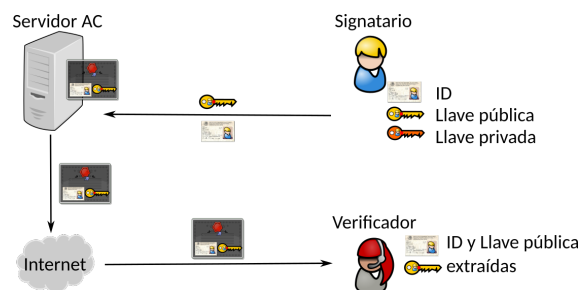 Servidor AC
Signatario
ID
Llave pública
Llave privada
Verificador
ID y Llave pública
extraídas
Internet